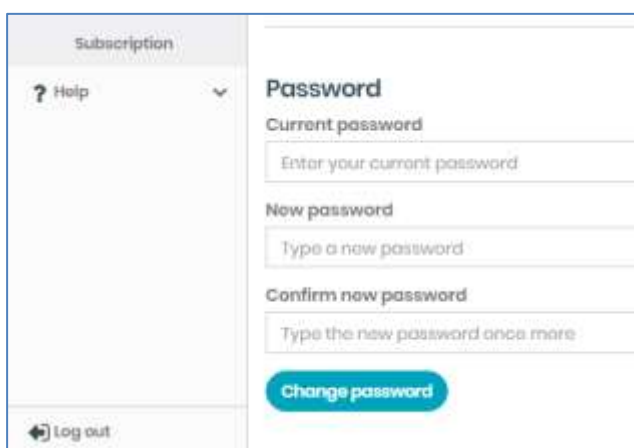 Subscription
? Help
Password
Current password
Enter your current password
New password
Type a new password
Confirm new password
Type the new password once more
Change password
Log out